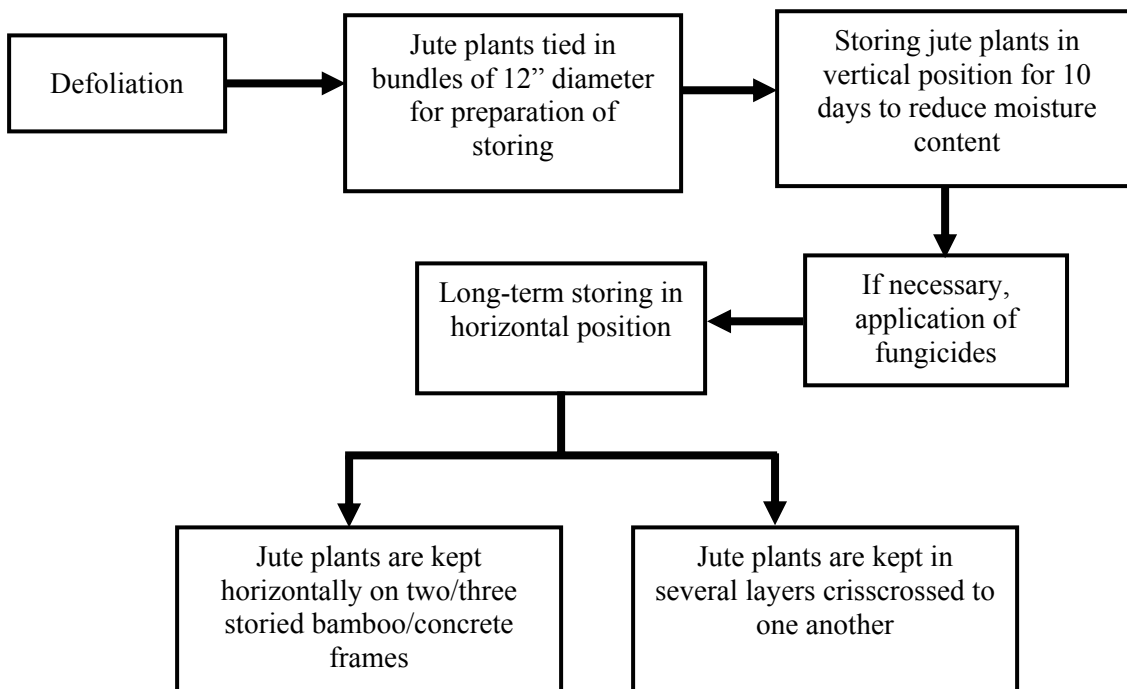 Defoliation
Jute plants tied in
bundles of 12” diameter
for preparation of
storing
Storing jute plants in
vertical position for 10
days to reduce moisture
content
If necessary,
application of
fungicides
Long-term storing in
horizontal position
Jute plants are kept
horizontally on two/three
storied bamboo/concrete
frames
Jute plants are kept in
several layers crisscrossed to
one another